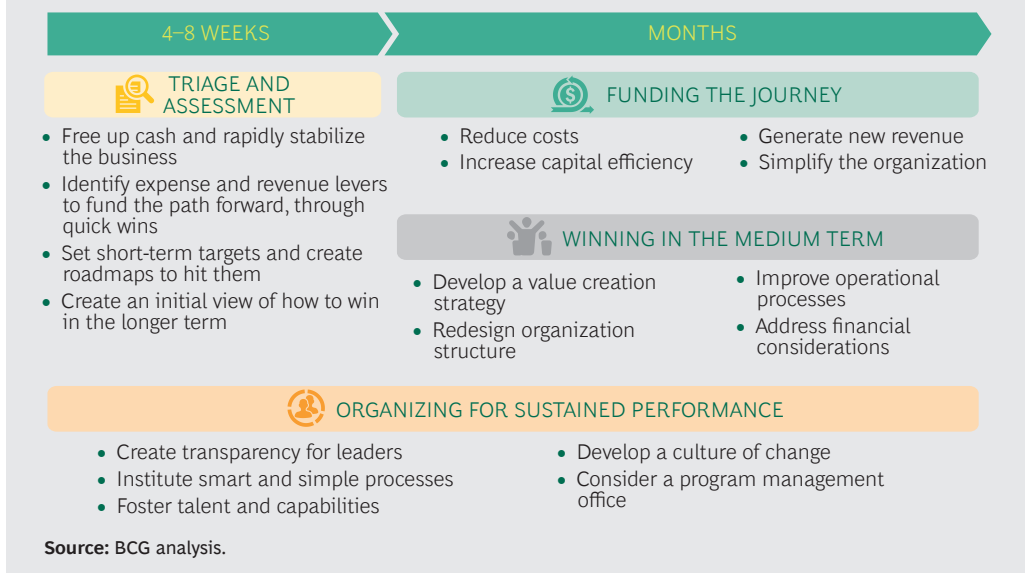 4–8 WEEKS
MONTHS
TRIAGE AND
ASSESSMENT
• Free up cash and rapidly stabilize
the business
• Identify expense and revenue levers
to fund the path forward, through
quick wins
• Set short-term targets and create
roadmaps to hit them
• Create an initial view of how to win
in the longer term
FUNDING THE JOURNEY
• Reduce costs
• Increase capital efficiency
• Generate new revenue
• Simplify the organization
WINNING IN THE MEDIUM TERM
• Develop a value creation
strategy
• Redesign organization
structure
• Improve operational
processes
• Address financial
considerations
ORGANIZING FOR SUSTAINED PERFORMANCE
• Create transparency for leaders
• Institute smart and simple processes
• Foster talent and capabilities
• Develop a culture of change
• Consider a program management
office
Source: BCG analysis.